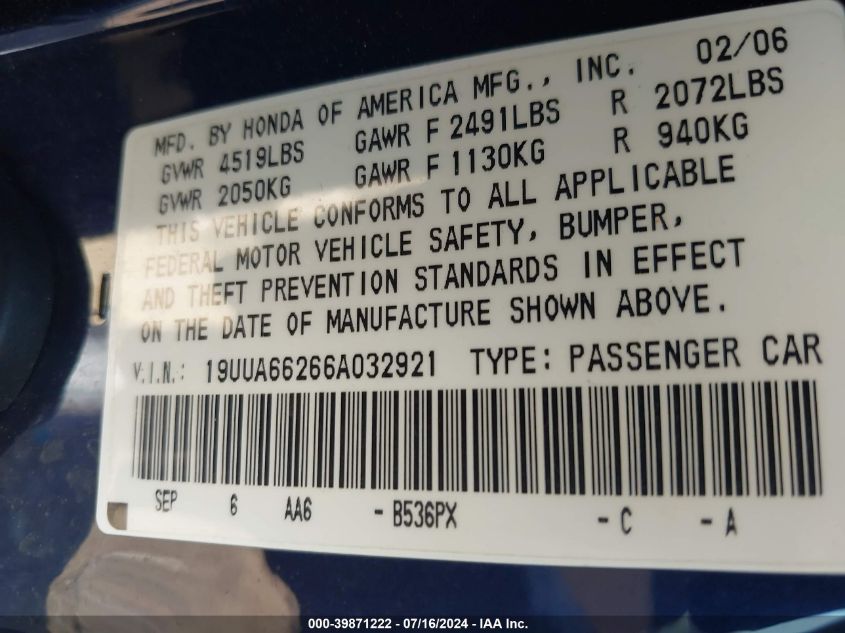 MFD. BY HONDA OF AMERICA MFG., INC. 02/06
GVWR 4519LBS GAWR F 2491LBS R 2072LBS
GVWR 2050KG GAWR F 1130KG R 940KG
THIS VEHICLE CONFORMS TO ALL APPLICABLE
FEDERAL MOTOR VEHICLE SAFETY, BUMPER,
AND THEFT PREVENTION STANDARDS IN EFFECT
ON THE DATE OF MANUFACTURE SHOWN ABOVE.
V.I.N.: 19UUA66266A032921 TYPE: PASSENGER CAR
SEP 6 AA6 - B536PX - C - A
000-39871222 - 07/16/2024 - IAA Inc.